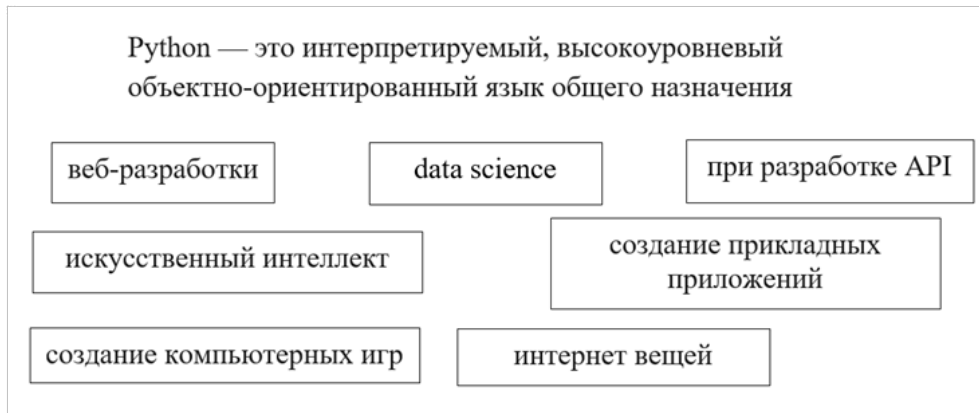 Python — это интерпретируемый, высокоуровневый
объектно-ориентированный язык общего назначения
веб-разработки
data science
при разработке API
искусственный интеллект
создание прикладных
приложений
создание компьютерных игр
интернет вещей